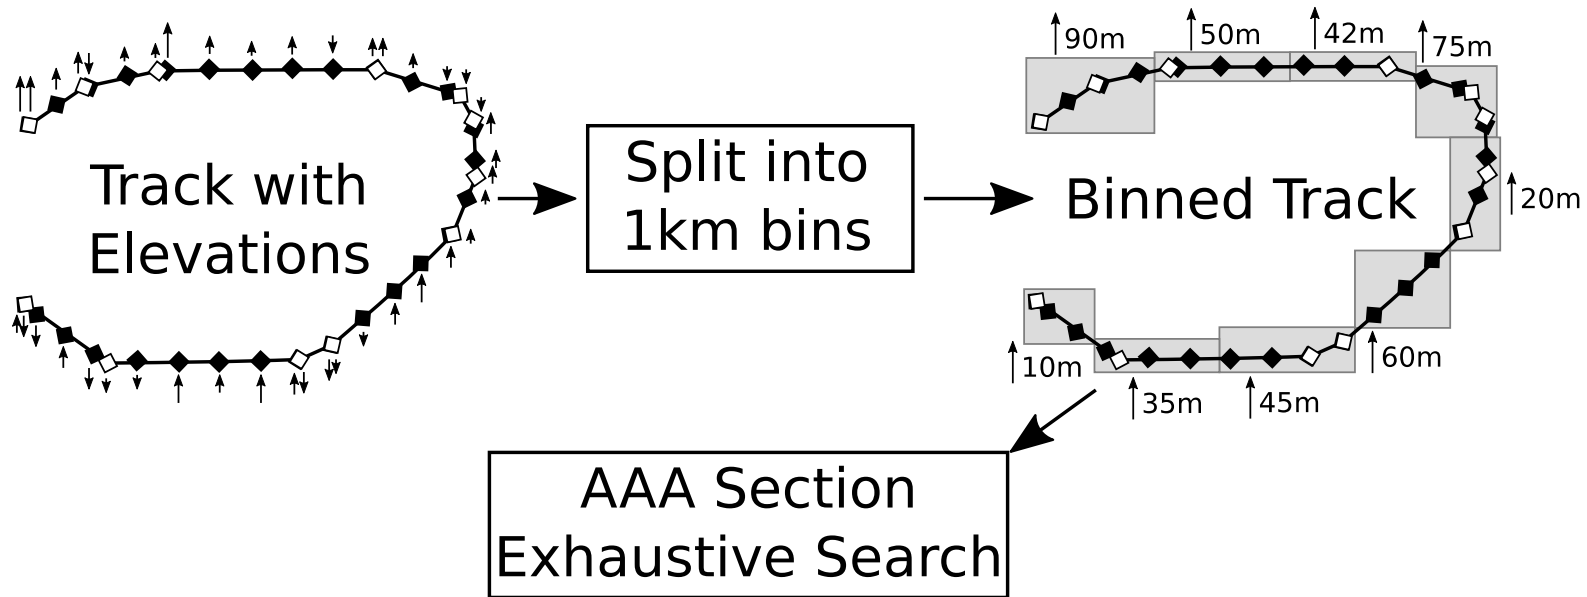 Track with
Elevations
Split into
1km bins
Binned Track
90m
50m
42m
75m
20m
60m
45m
35m
10m
AAA Section
Exhaustive Search